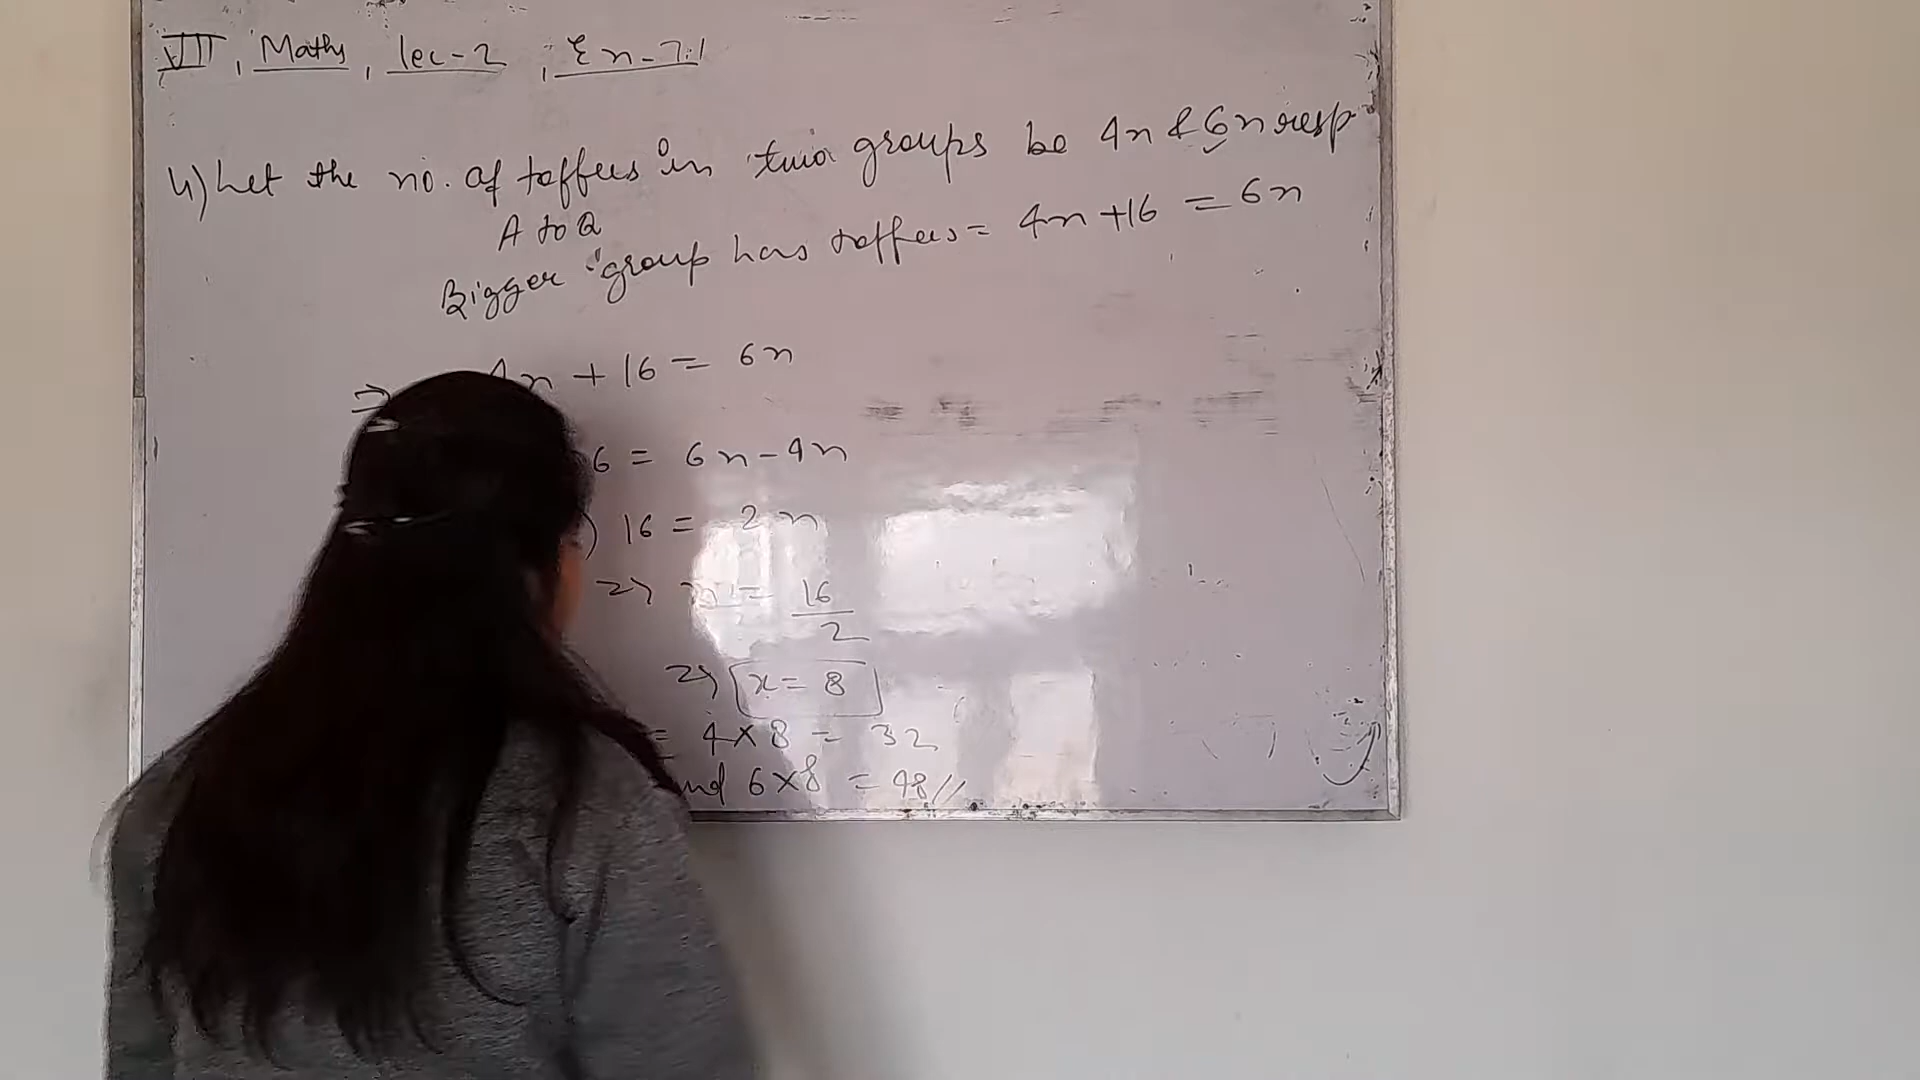 VII, Maths, lec-2, Ex-7.1
4) Let the no. of toffees in two groups be 4x & 6x resp.
A to Q
Bigger group has toffees = 4x + 16 = 6x
⇒ 4x + 16 = 6x
6 = 6x - 4x
16 = 2x
⇒ x = 16/2
⇒ x = 8
= 4 × 8 = 32
and 6 × 8 = 48//